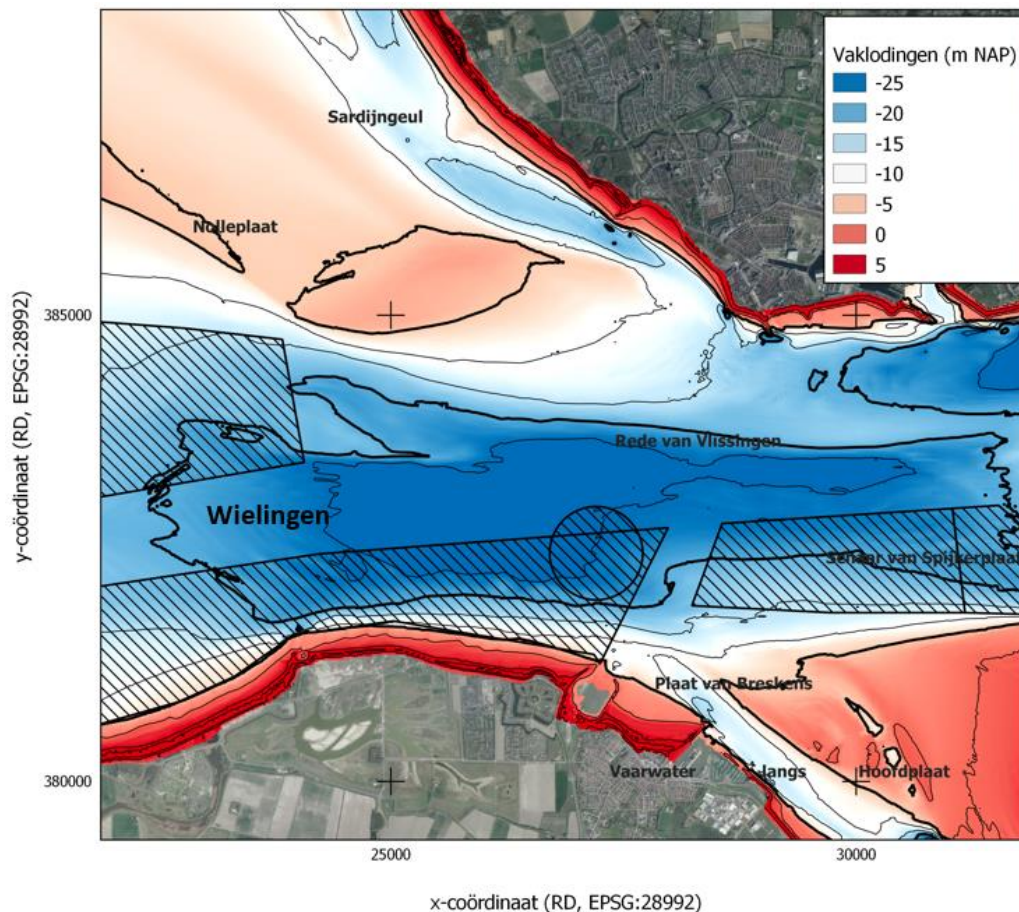 Vaklodingen (m NAP)
-25
-20
-15
-10
-5
0
5
Sardijngeul
Nolleplaat
385000
Rede van Vlissingen
Wielingen
Schaar van Spijkerplaat
Plaat van Breskens
Vaarwater
langs
Hoofdplaat
380000
25000
30000
x-coördinaat (RD, EPSG:28992)
y-coördinaat (RD, EPSG:28992)